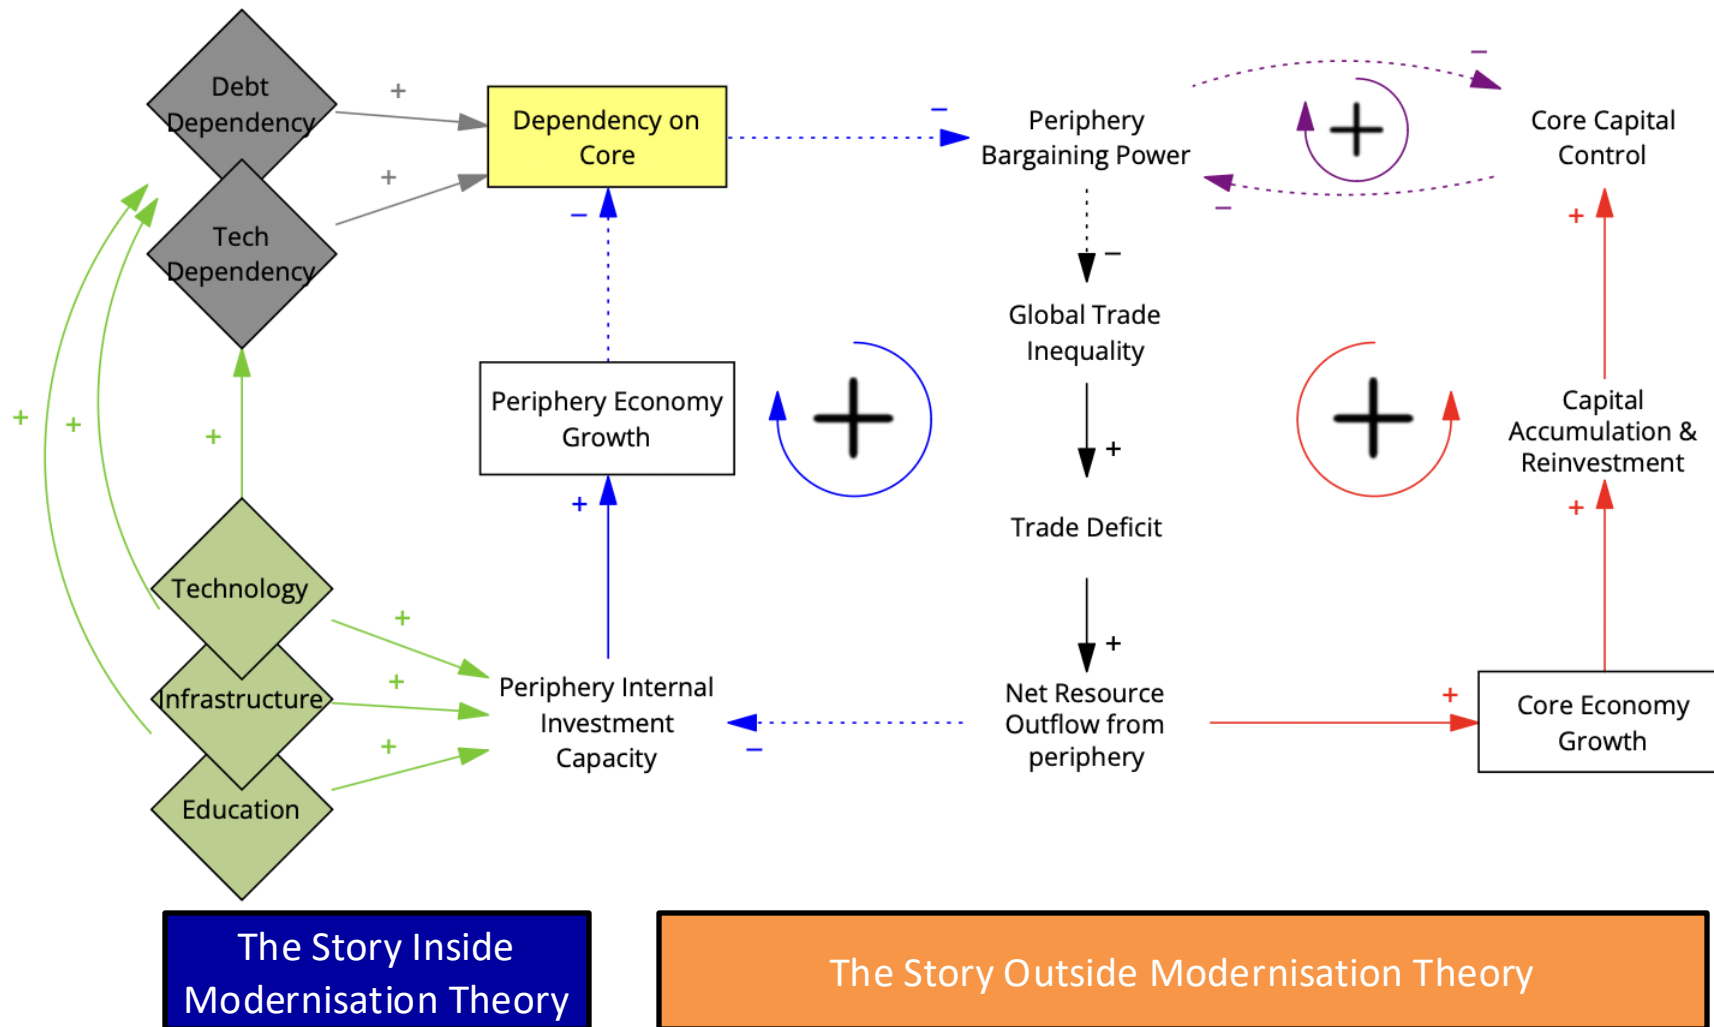 Debt
Dependency
Tech
Dependency
Technology
Infrastructure
Education
+
+
+
+
+
+
+
+
Dependency on
Core
–
Periphery Economy
Growth
+
Periphery Internal
Investment
Capacity
–
–
Periphery
Bargaining Power
–
Global Trade
Inequality
+
Trade Deficit
+
Net Resource
Outflow from
periphery
+
+
+
–
–
Core Capital
Control
+
Capital
Accumulation &
Reinvestment
+
Core Economy
Growth
+
The Story Inside
Modernisation Theory
The Story Outside Modernisation Theory